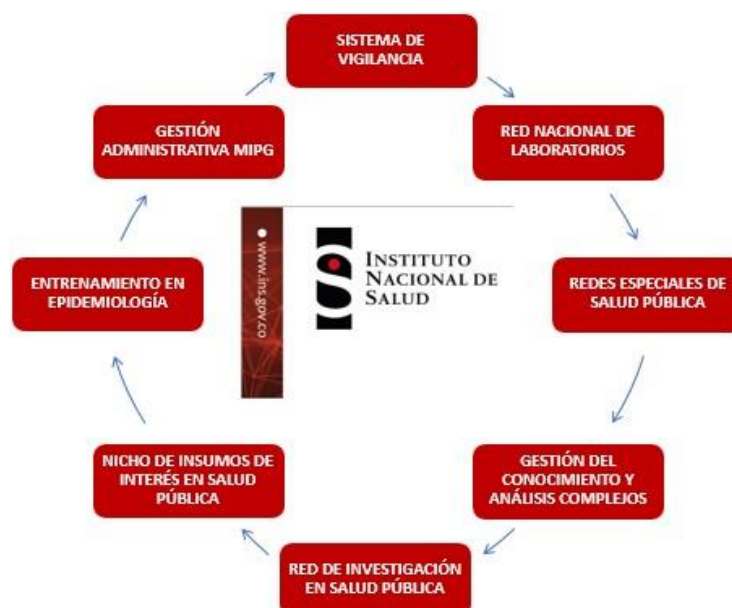 SISTEMA DE
VIGILANCIA
RED NACIONAL DE
LABORATORIOS
REDES ESPECIALES DE
SALUD PÚBLICA
GESTIÓN DEL
CONOCIMIENTO Y
ANÁLISIS COMPLEJOS
RED DE INVESTIGACIÓN
EN SALUD PÚBLICA
NICHO DE INSUMOS DE
INTERÉS EN SALUD
PÚBLICA
ENTRENAMIENTO EN
EPIDEMIOLOGÍA
GESTIÓN
ADMINISTRATIVA MIPG
www.ins.gov.co
INSTITUTO
NACIONAL DE
SALUD